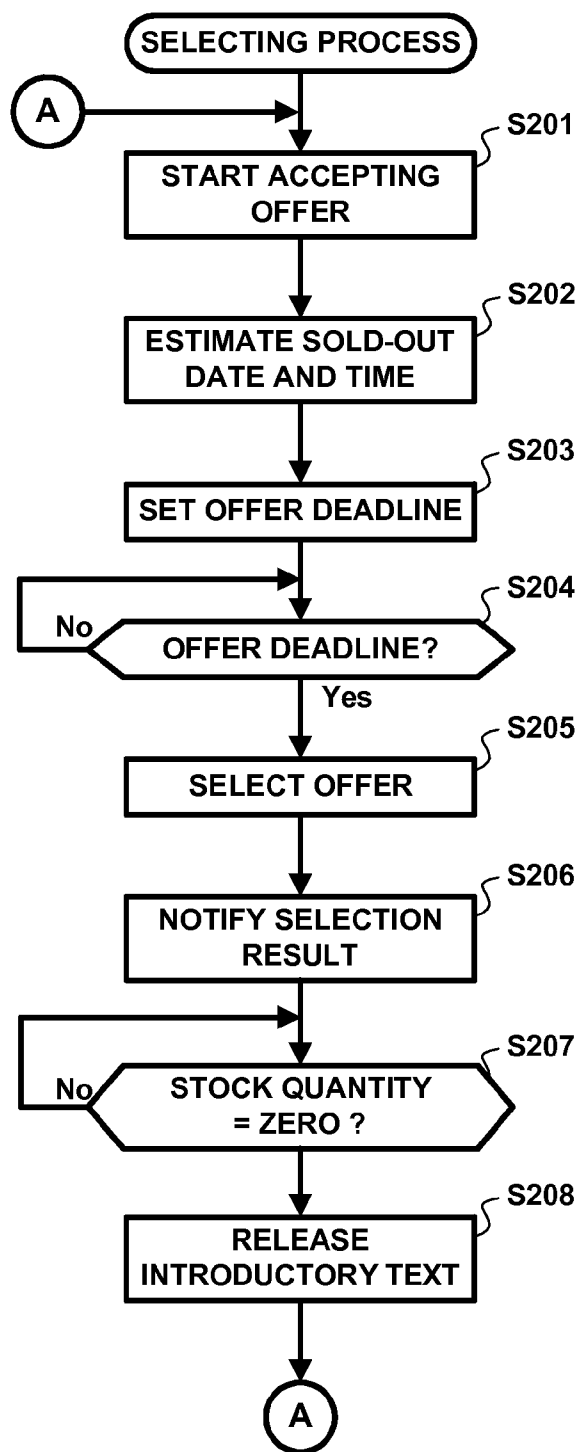 SELECTING PROCESS
A
S201
START ACCEPTING
OFFER
S202
ESTIMATE SOLD-OUT
DATE AND TIME
S203
SET OFFER DEADLINE
S204
No
OFFER DEADLINE?
Yes
S205
SELECT OFFER
S206
NOTIFY SELECTION
RESULT
S207
No
STOCK QUANTITY
= ZERO ?
S208
RELEASE
INTRODUCTORY TEXT
A